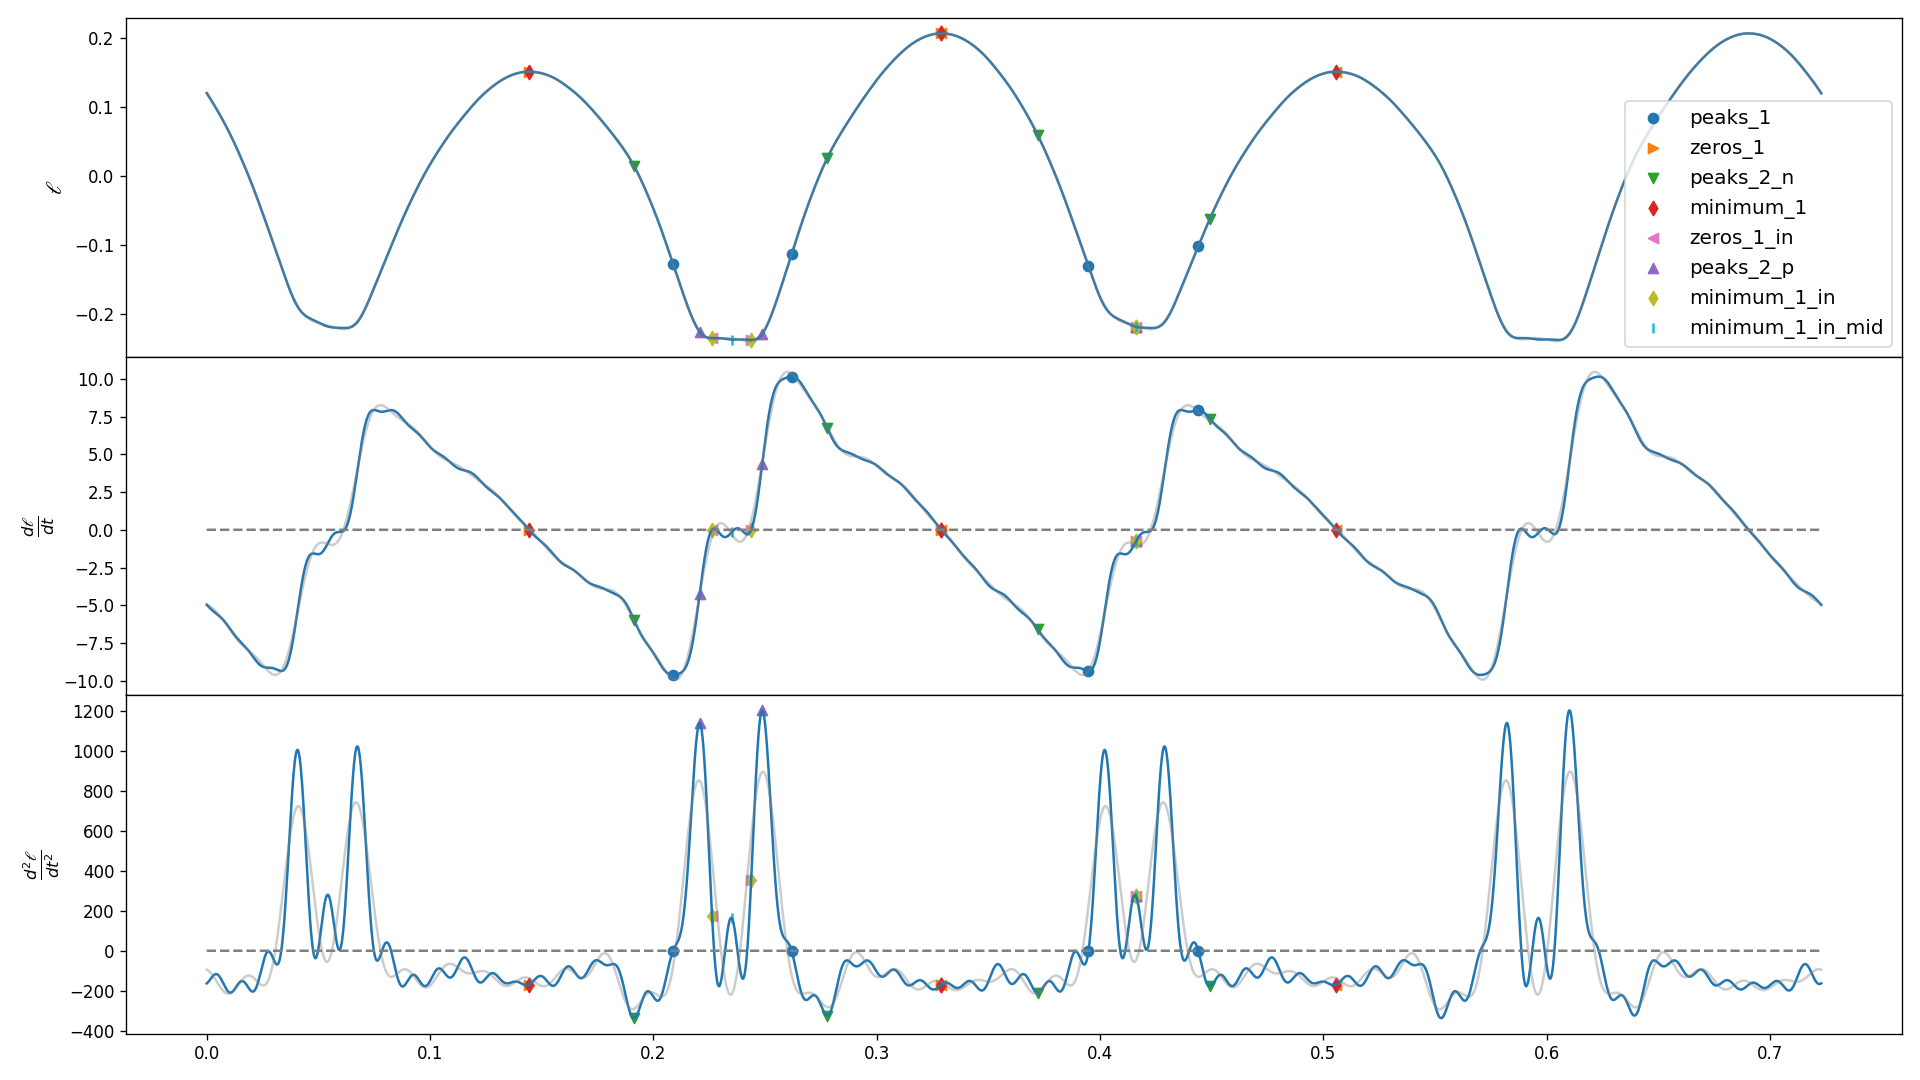 0.2
0.1
0.0
−0.1
−0.2
ℓ
peaks_1
zeros_1
peaks_2_n
minimum_1
zeros_1_in
peaks_2_p
minimum_1_in
minimum_1_in_mid
10.0
7.5
5.0
2.5
0.0
−2.5
−5.0
−7.5
−10.0
dℓ
dt
1200
1000
800
600
400
200
0
−200
−400
d²ℓ
dt²
0.0 0.1 0.2 0.3 0.4 0.5 0.6 0.7